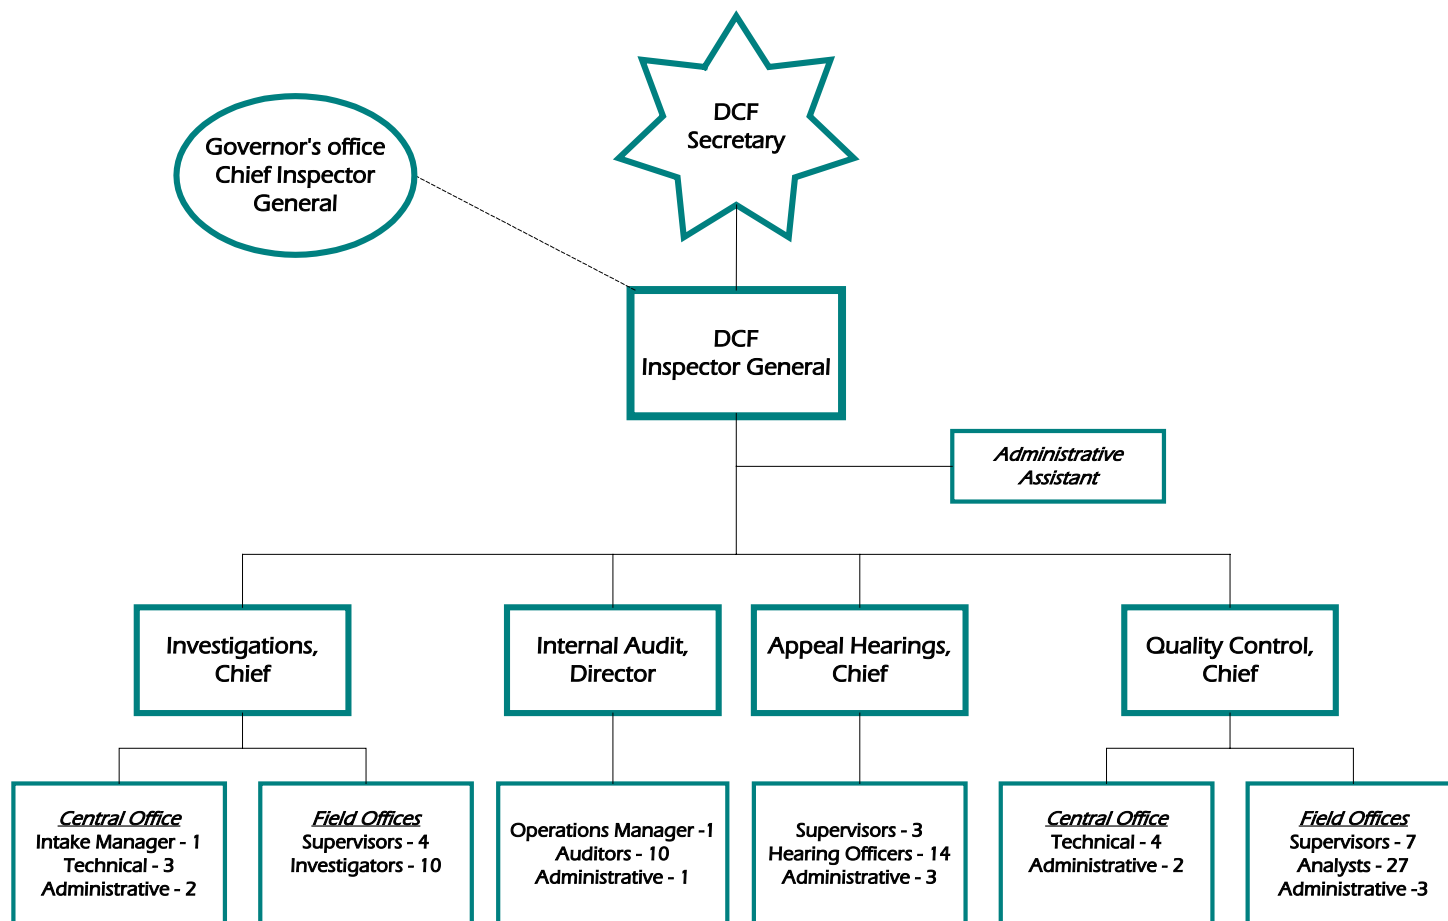 DCF
Secretary
Governor's office
Chief Inspector
General
DCF
Inspector General
Administrative
Assistant
Investigations,
Chief
Internal Audit,
Director
Appeal Hearings,
Chief
Quality Control,
Chief
Central Office
Intake Manager - 1
Technical - 3
Administrative - 2
Field Offices
Supervisors - 4
Investigators - 10
Operations Manager -1
Auditors - 10
Administrative - 1
Supervisors - 3
Hearing Officers - 14
Administrative - 3
Central Office
Technical - 4
Administrative - 2
Field Offices
Supervisors - 7
Analysts - 27
Administrative -3